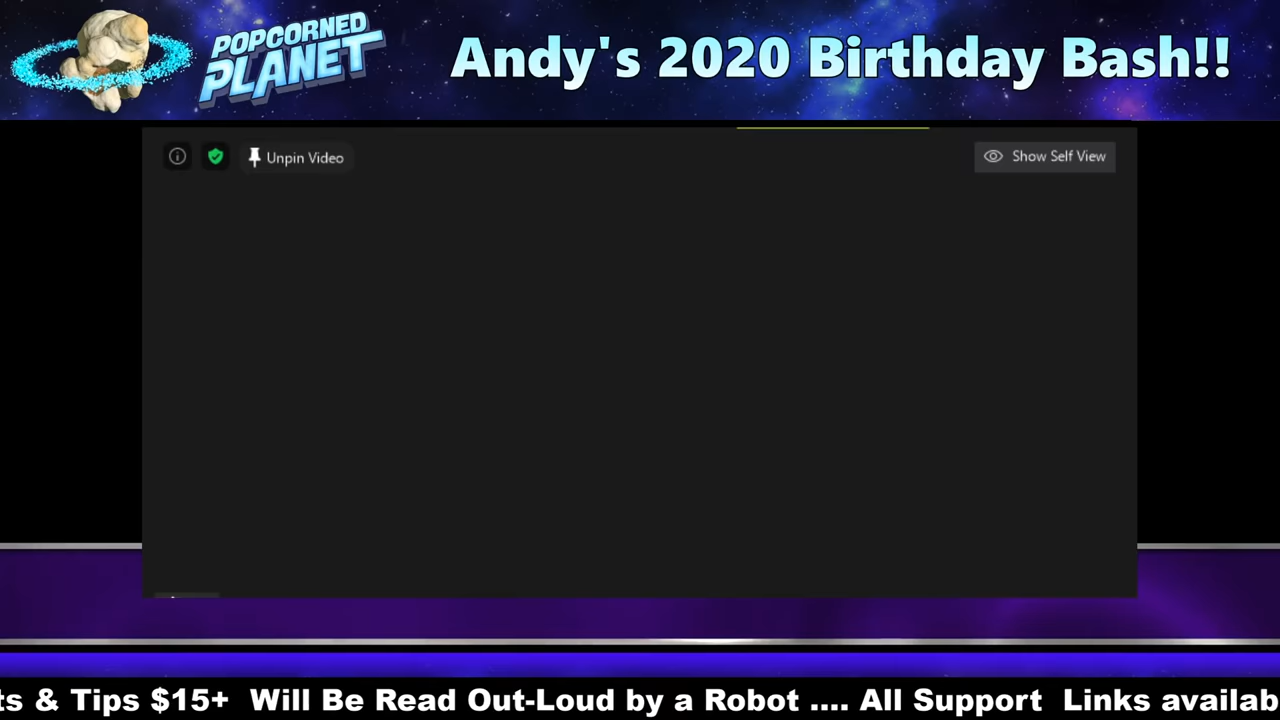 POPCORNED
PLANET
Andy's 2020 Birthday Bash!!
Unpin Video
Show Self View
ts & Tips $15+ Will Be Read Out-Loud by a Robot .... All Support Links availab